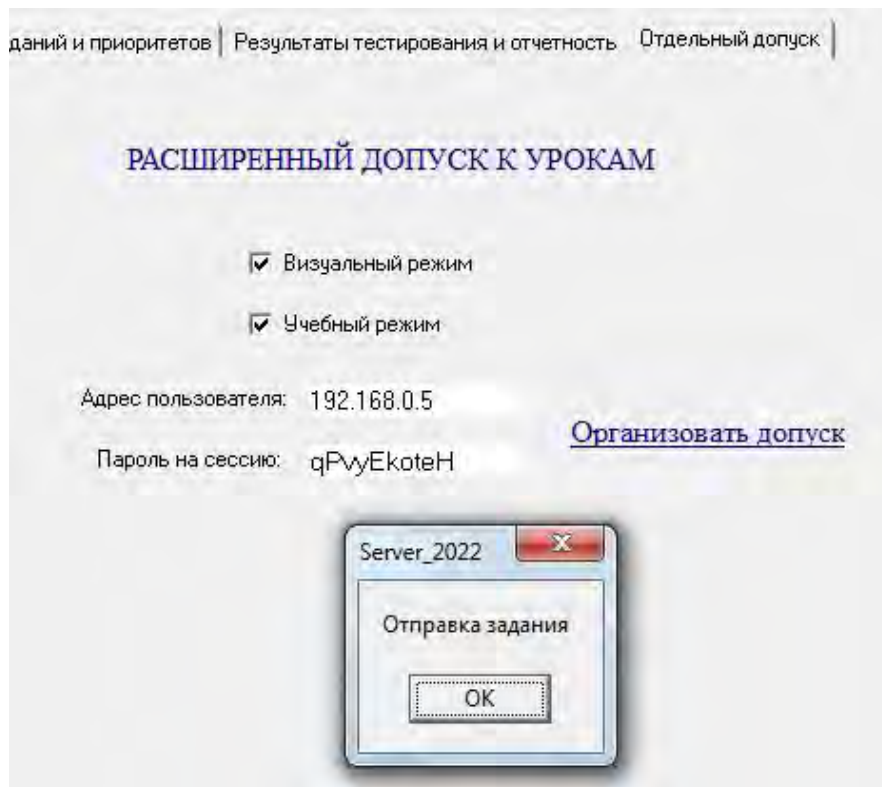 даний и приоритетов | Результаты тестирования и отчетность Отдельный допуск
РАСШИРЕННЫЙ ДОПУСК К УРОКАМ
Визуальный режим
Учебный режим
Адрес пользователя: 192.168.0.5
Организовать допуск
Пароль на сессию: qPvyEkoteH
Server_2022
Отправка задания
OK